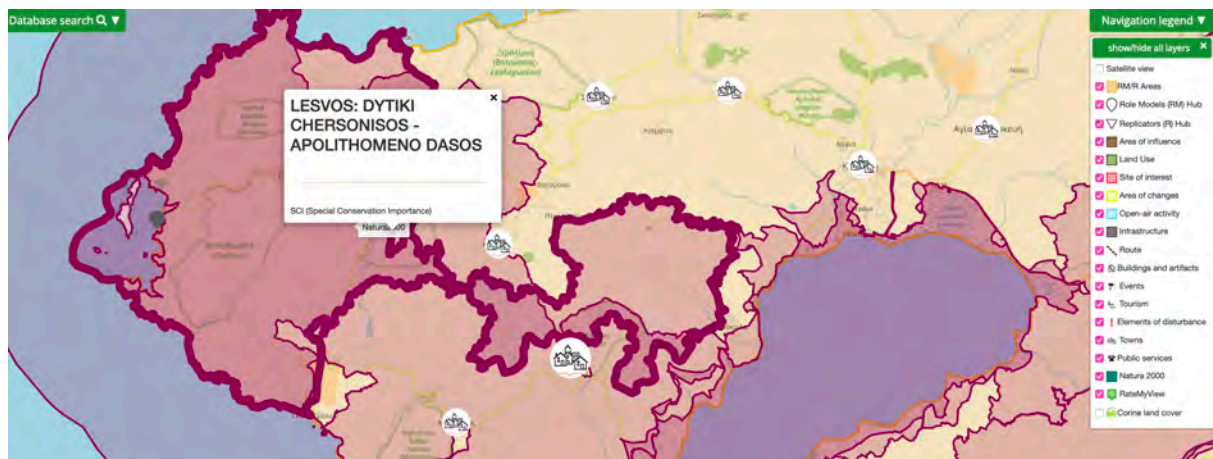 Database search
Navigation legend
show/hide all layers
Satellite view
RM/R Areas
Role Models (RM) Hub
Replicators (R) Hub
Area of influence
Land Use
Site of interest
Area of changes
Open-air activity
Infrastructure
Route
Buildings and artifacts
Events
Tourism
Elements of disturbance
Towns
Public services
Natura 2000
RateMyView
Corine land cover
LESVOS: DYTIKI
CHERSONISOS -
APOLITHOMENO DASOS
SCI (Special Conservation Importance)
Αγία